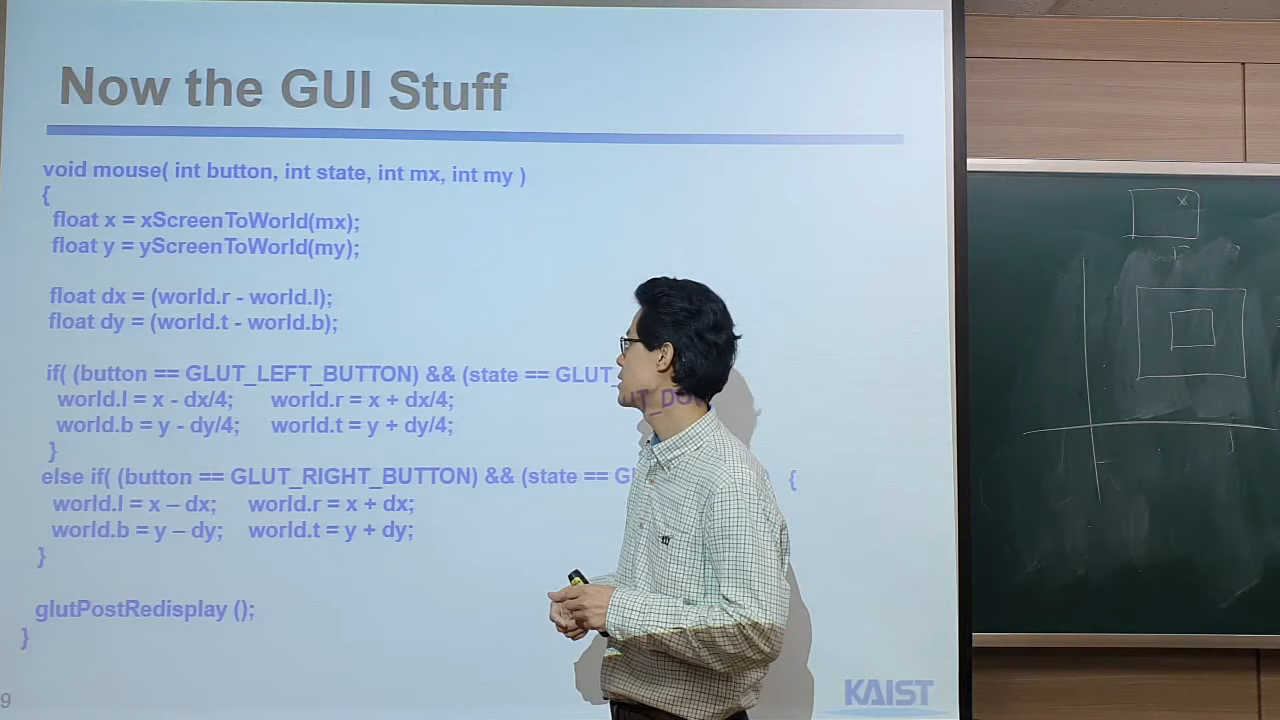 Now the GUI Stuff
void mouse( int button, int state, int mx, int my )
{
float x = xScreenToWorld(mx);
float y = yScreenToWorld(my);
float dx = (world.r - world.l);
float dy = (world.t - world.b);
if( (button == GLUT_LEFT_BUTTON) && (state == GLUT_
world.l = x - dx/4; world.r = x + dx/4;
world.b = y - dy/4; world.t = y + dy/4;
}
else if( (button == GLUT_RIGHT_BUTTON) && (state == {
world.l = x – dx; world.r = x + dx;
world.b = y – dy; world.t = y + dy;
}
glutPostRedisplay ();
}
9
KAIST
x